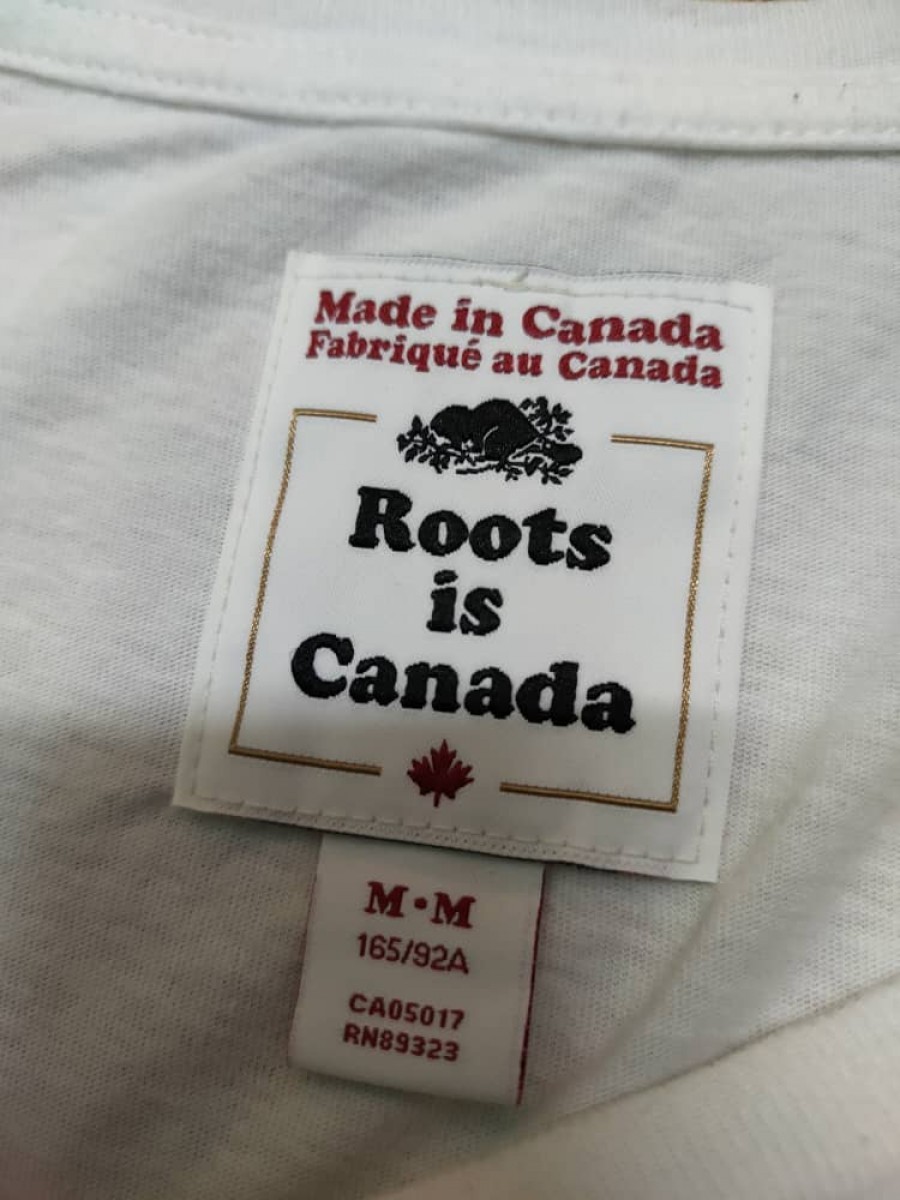 Made in Canada
Fabriqué au Canada
Roots
is
Canada
M•M
165/92A
CA05017
RN89323